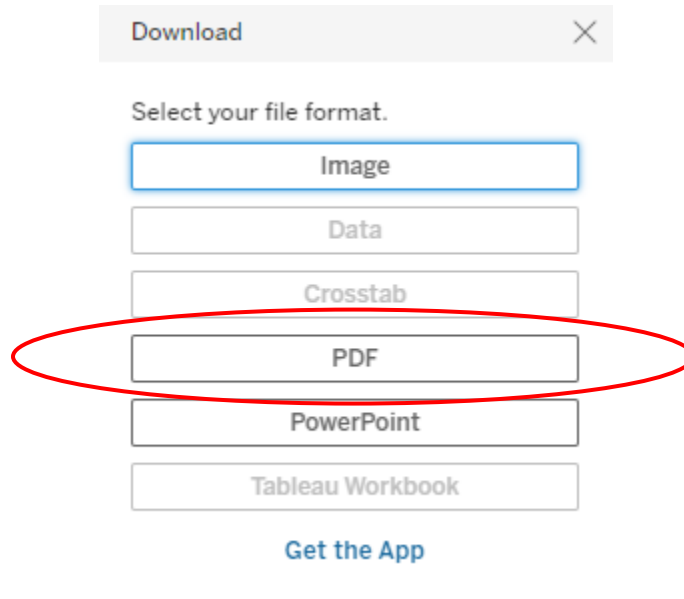 Download
Select your file format.
Image
Data
Crosstab
PDF
PowerPoint
Tableau Workbook
Get the App